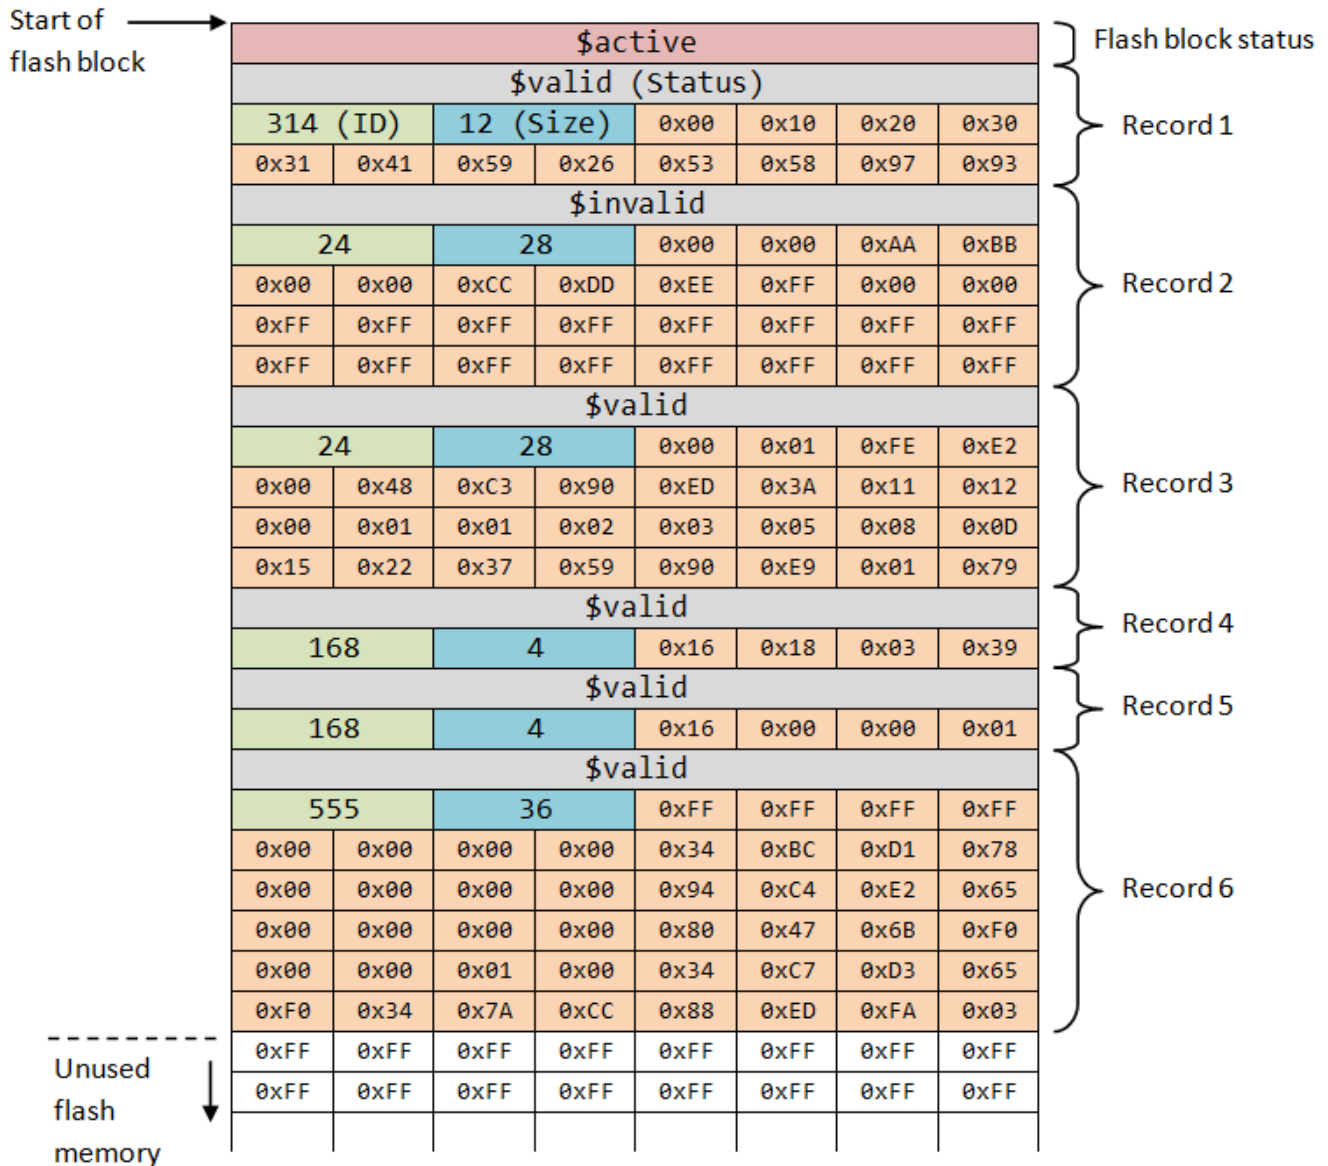 Start of
flash block
$active
Flash block status
$valid (Status)
314 (ID) 12 (Size) 0x00 0x10 0x20 0x30
Record 1
0x31 0x41 0x59 0x26 0x53 0x58 0x97 0x93
$invalid
24 28 0x00 0x00 0xAA 0xBB
0x00 0x00 0xCC 0xDD 0xEE 0xFF 0x00 0x00
Record 2
0xFF 0xFF 0xFF 0xFF 0xFF 0xFF 0xFF 0xFF
0xFF 0xFF 0xFF 0xFF 0xFF 0xFF 0xFF 0xFF
$valid
24 28 0x00 0x01 0xFE 0xE2
0x00 0x48 0xC3 0x90 0xED 0x3A 0x11 0x12
Record 3
0x00 0x01 0x01 0x02 0x03 0x05 0x08 0x0D
0x15 0x22 0x37 0x59 0x90 0xE9 0x01 0x79
$valid
Record 4
168 4 0x16 0x18 0x03 0x39
$valid
Record 5
168 4 0x16 0x00 0x00 0x01
$valid
555 36 0xFF 0xFF 0xFF 0xFF
0x00 0x00 0x00 0x00 0x34 0xBC 0xD1 0x78
0x00 0x00 0x00 0x00 0x94 0xC4 0xE2 0x65
Record 6
0x00 0x00 0x00 0x00 0x80 0x47 0x6B 0xF0
0x00 0x00 0x01 0x00 0x34 0xC7 0xD3 0x65
0xF0 0x34 0x7A 0xCC 0x88 0xED 0xFA 0x03
0xFF 0xFF 0xFF 0xFF 0xFF 0xFF 0xFF 0xFF
0xFF 0xFF 0xFF 0xFF 0xFF 0xFF 0xFF 0xFF
Unused
flash
memory